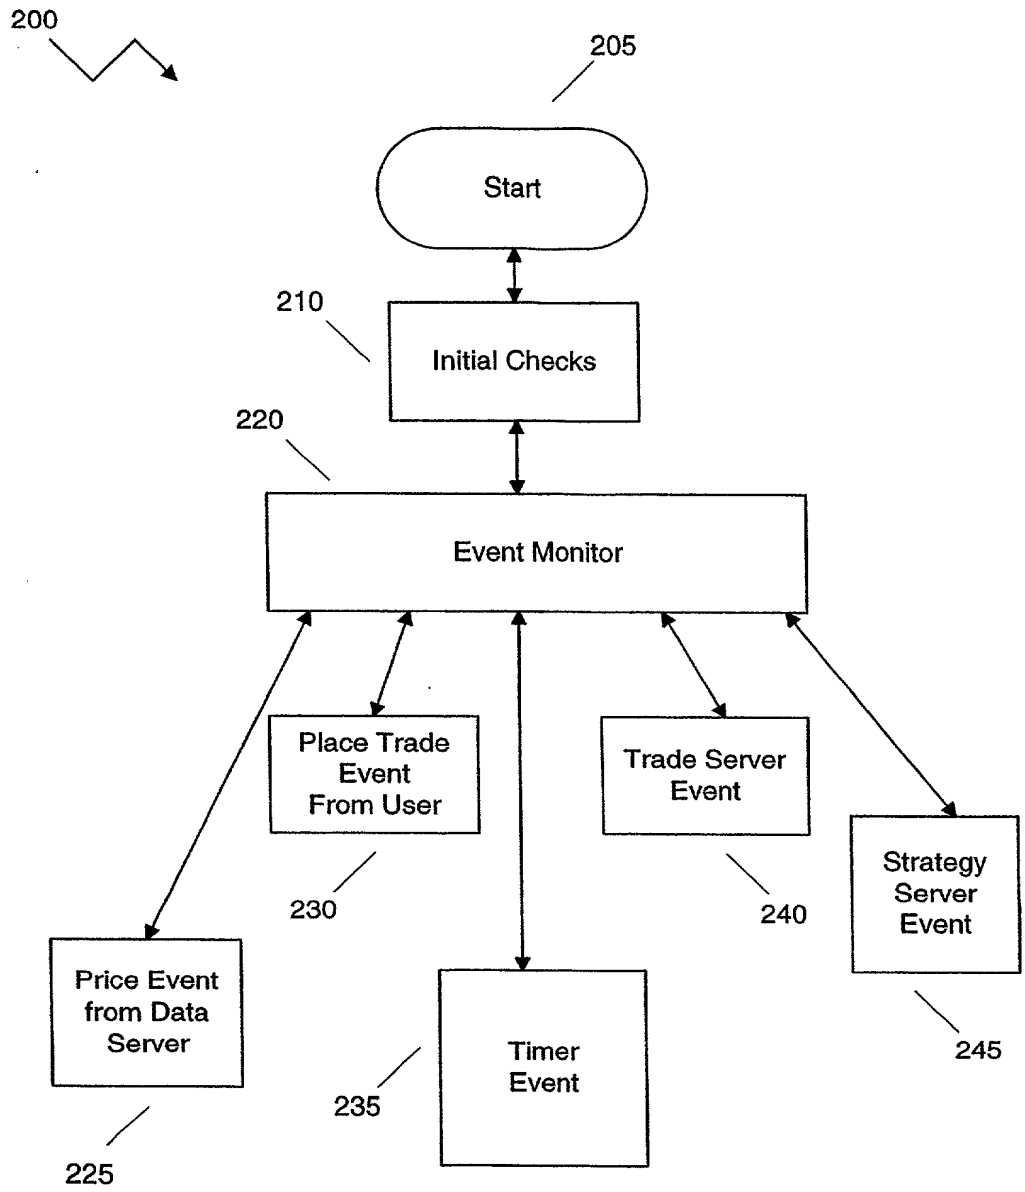 200
205
Start
210
Initial Checks
220
Event Monitor
Place Trade
Event
From User
230
Trade Server
Event
240
Strategy
Server
Event
245
Price Event
from Data
Server
225
Timer
Event
235